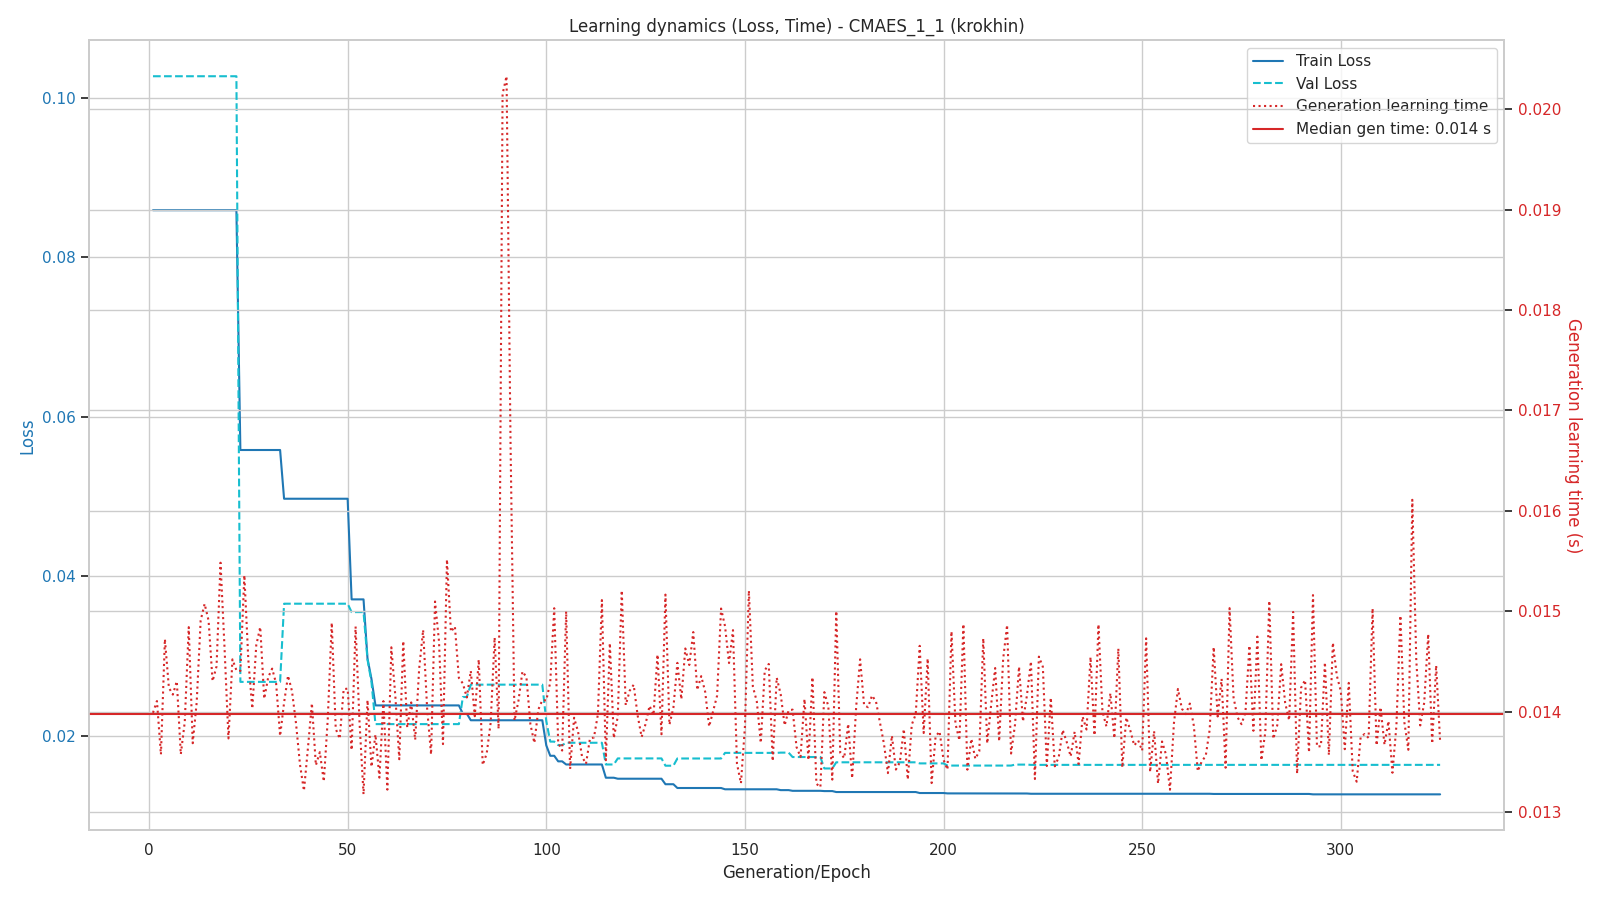 Learning dynamics (Loss, Time) - CMAES_1_1 (krokhin)
Train Loss
Val Loss
Generation learning time
Median gen time: 0.014 s
Loss
0.10
0.08
0.06
0.04
0.02
0.020
0.019
0.018
0.017
0.016
0.015
0.014
0.013
Generation learning time (s)
0
50
100
150
200
250
300
Generation/Epoch